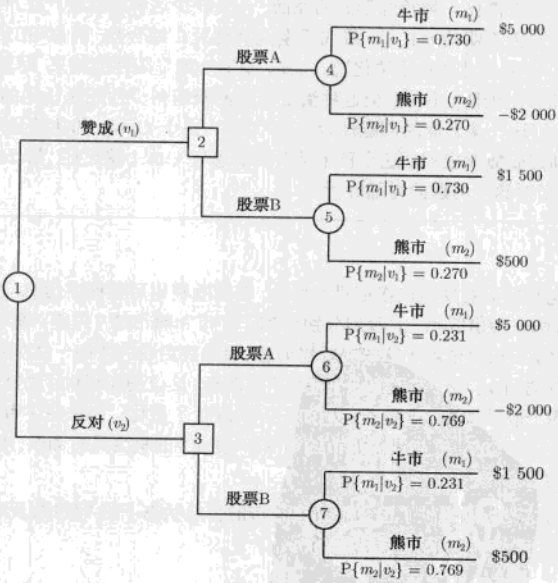 牛市 (m₁)
P{m₁|v₁} = 0.730
$5 000
股票A
4
熊市 (m₂)
P{m₂|v₁} = 0.270
-$2 000
赞成 (v₁)
2
牛市 (m₁)
P{m₁|v₁} = 0.730
$1 500
股票B
5
熊市 (m₂)
P{m₂|v₁} = 0.270
$500
1
牛市 (m₁)
P{m₁|v₂} = 0.231
$5 000
股票A
6
熊市 (m₂)
P{m₂|v₂} = 0.769
-$2 000
反对 (v₂)
3
牛市 (m₁)
P{m₁|v₂} = 0.231
$1 500
股票B
7
熊市 (m₂)
P{m₂|v₂} = 0.769
$500